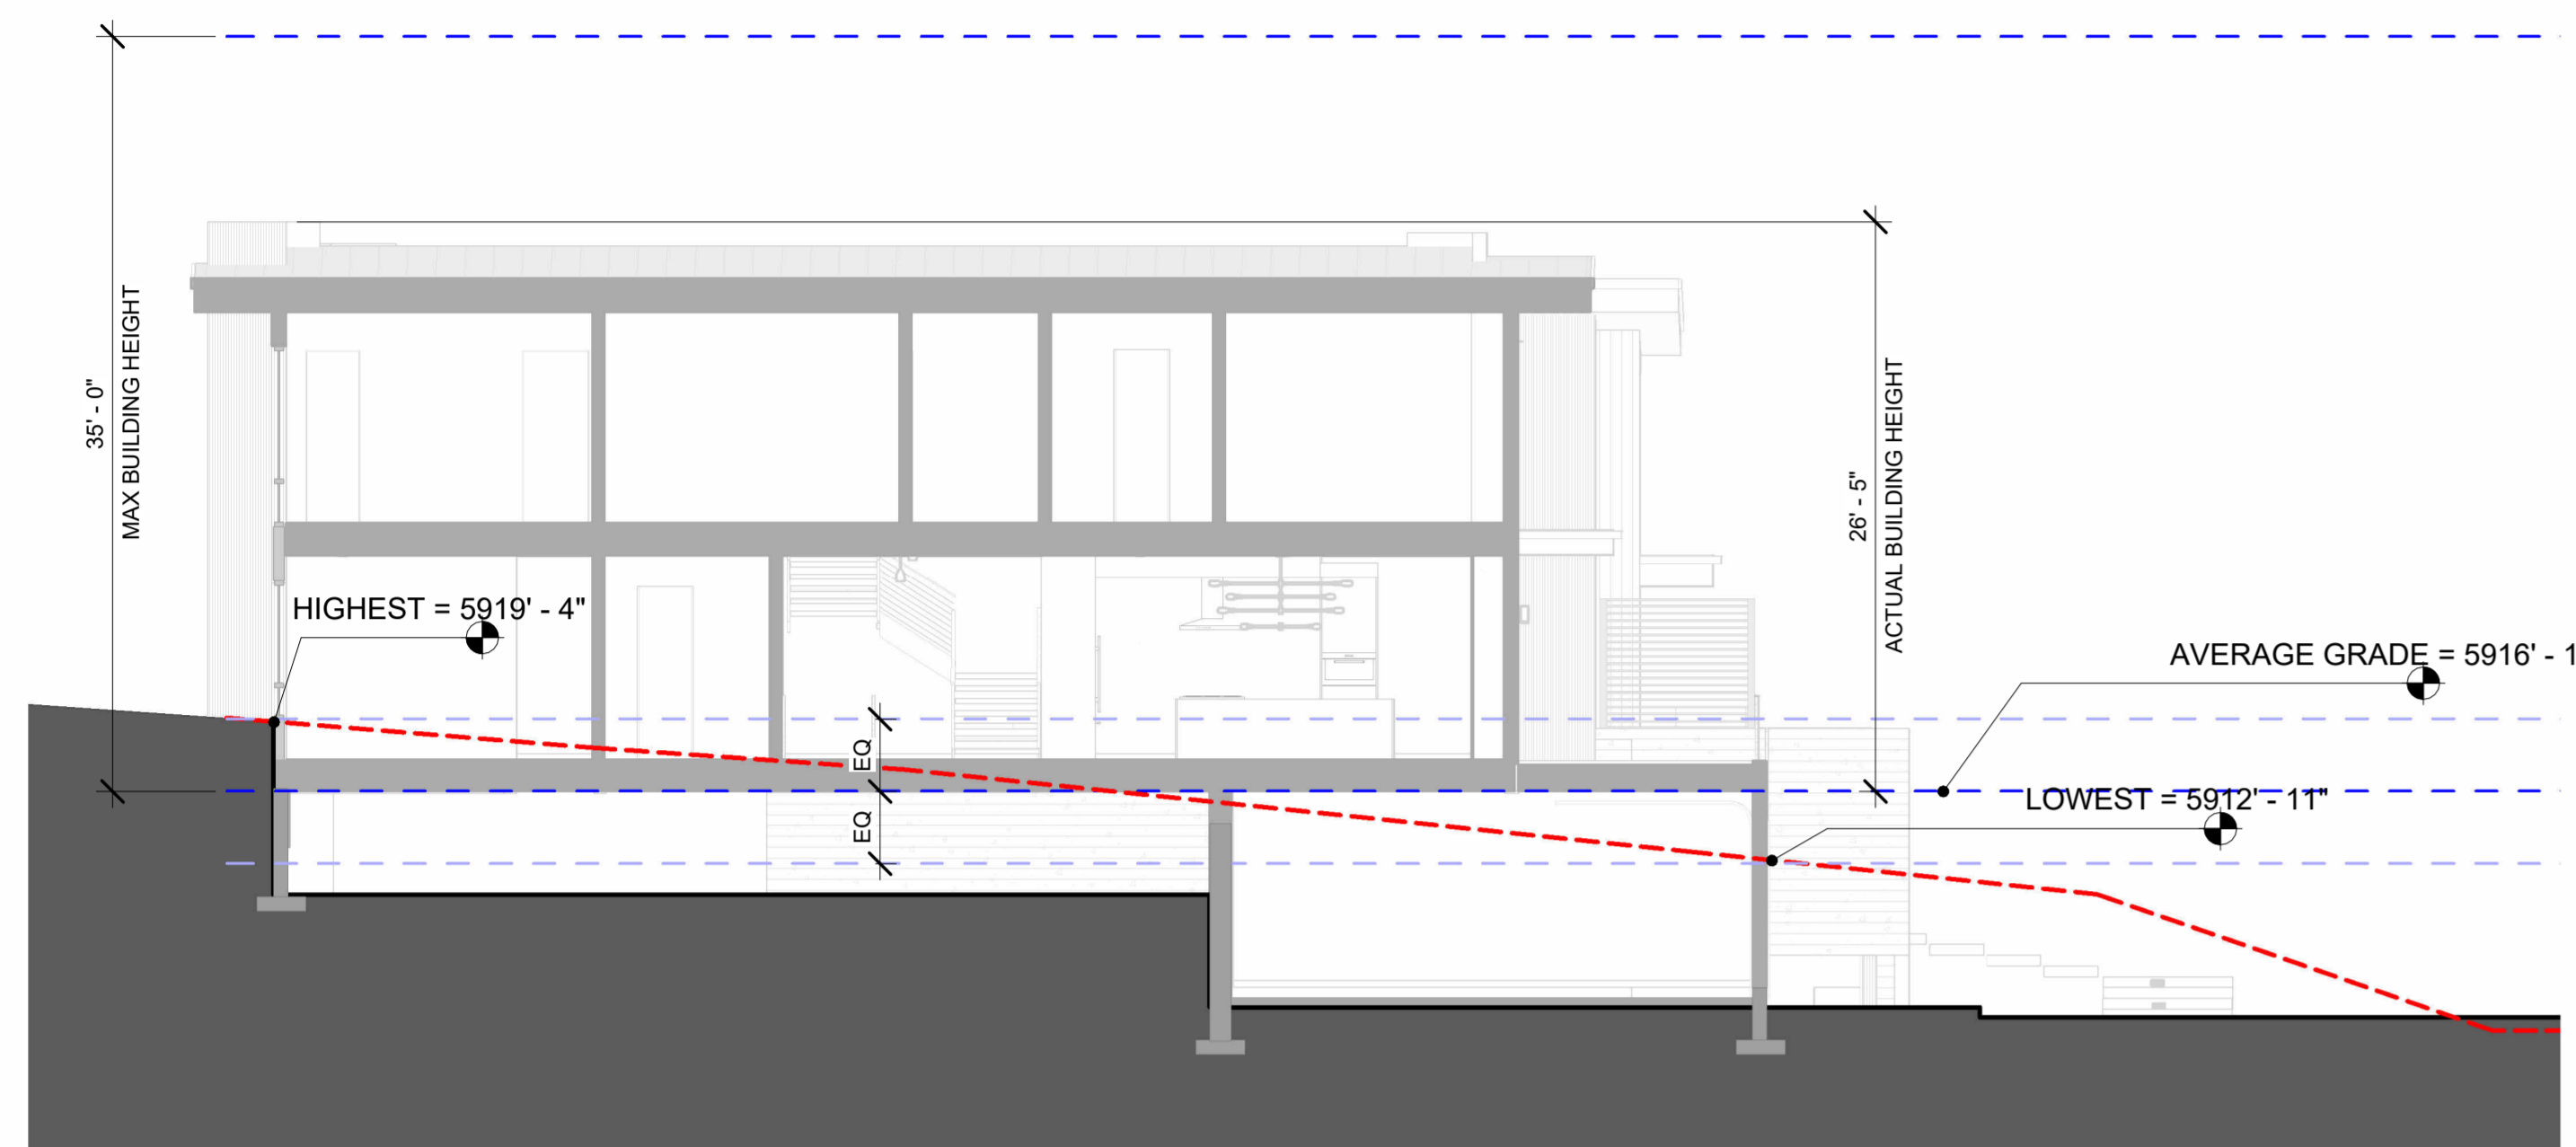 35' - 0"
MAX BUILDING HEIGHT
HIGHEST = 5919' - 4"
EQ
EQ
26' - 5"
ACTUAL BUILDING HEIGHT
AVERAGE GRADE = 5916' - 1
LOWEST = 5912' - 11"